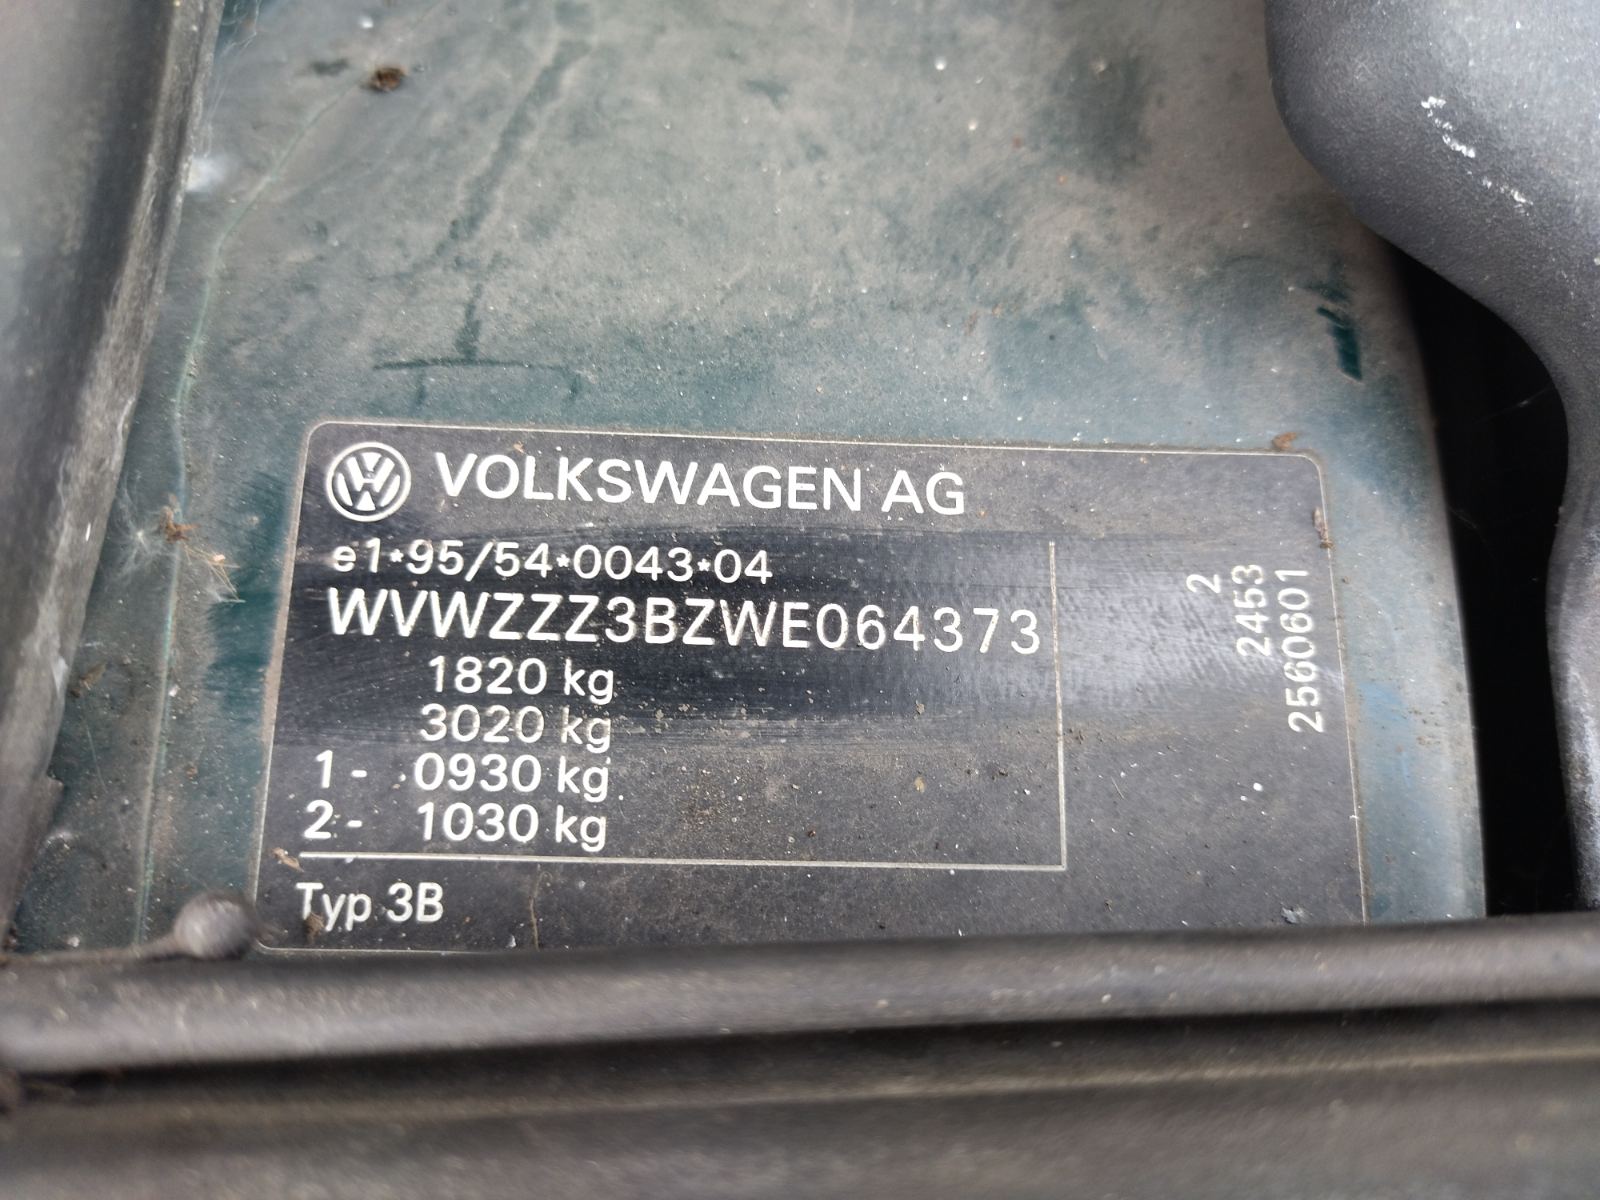 VOLKSWAGEN AG
e1*95/54*0043*04
WVWZZZ3BZWE064373
1820 kg
3020 kg
1- 0930 kg
2- 1030 kg
Typ 3B
2
2453
2560601